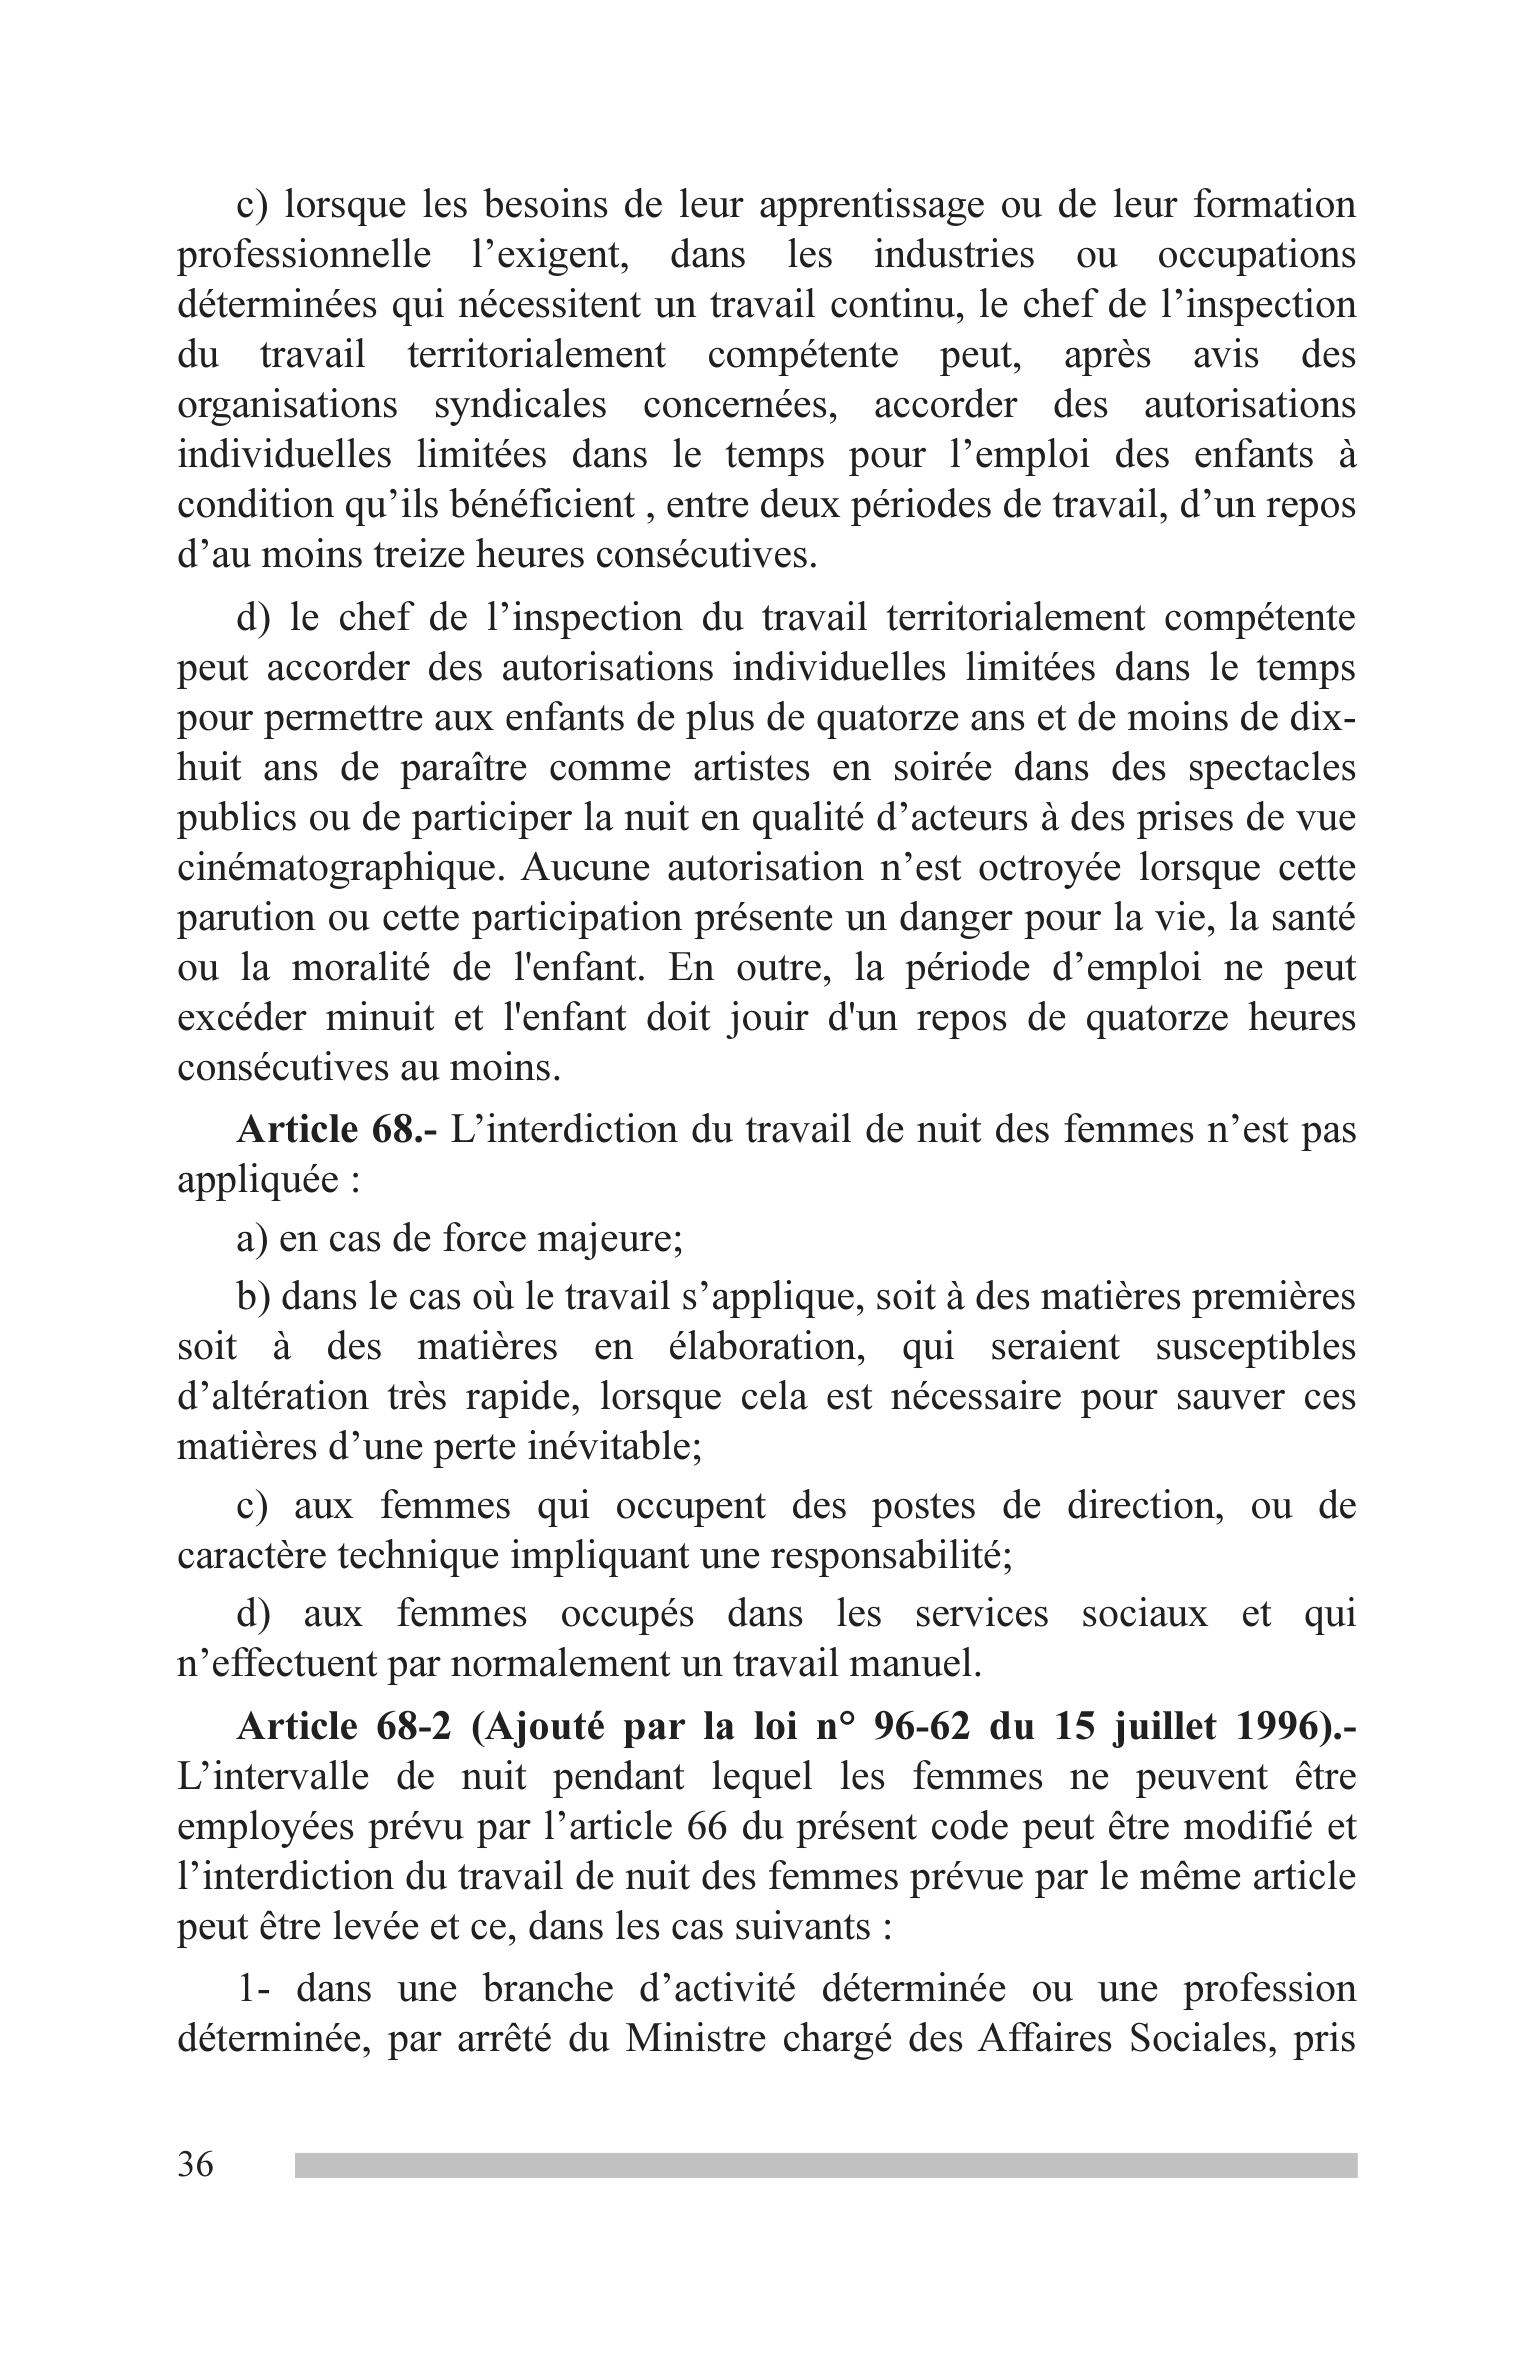 c) lorsque les besoins de leur apprentissage ou de leur formation
professionnelle l’exigent, dans les industries ou occupations
déterminées qui nécessitent un travail continu, le chef de l’inspection
du travail territorialement compétente peut, après avis des
organisations syndicales concernées, accorder des autorisations
individuelles limitées dans le temps pour l’emploi des enfants à
condition qu’ils bénéficient , entre deux périodes de travail, d’un repos
d’au moins treize heures consécutives.
d) le chef de l’inspection du travail territorialement compétente
peut accorder des autorisations individuelles limitées dans le temps
pour permettre aux enfants de plus de quatorze ans et de moins de dix-
huit ans de paraître comme artistes en soirée dans des spectacles
publics ou de participer la nuit en qualité d’acteurs à des prises de vue
cinématographique. Aucune autorisation n’est octroyée lorsque cette
parution ou cette participation présente un danger pour la vie, la santé
ou la moralité de l'enfant. En outre, la période d’emploi ne peut
excéder minuit et l'enfant doit jouir d'un repos de quatorze heures
consécutives au moins.
Article 68.- L’interdiction du travail de nuit des femmes n’est pas
appliquée :
a) en cas de force majeure;
b) dans le cas où le travail s’applique, soit à des matières premières
soit à des matières en élaboration, qui seraient susceptibles
d’altération très rapide, lorsque cela est nécessaire pour sauver ces
matières d’une perte inévitable;
c) aux femmes qui occupent des postes de direction, ou de
caractère technique impliquant une responsabilité;
d) aux femmes occupés dans les services sociaux et qui
n’effectuent par normalement un travail manuel.
Article 68-2 (Ajouté par la loi n° 96-62 du 15 juillet 1996).-
L’intervalle de nuit pendant lequel les femmes ne peuvent être
employées prévu par l’article 66 du présent code peut être modifié et
l’interdiction du travail de nuit des femmes prévue par le même article
peut être levée et ce, dans les cas suivants :
1- dans une branche d’activité déterminée ou une profession
déterminée, par arrêté du Ministre chargé des Affaires Sociales, pris
36